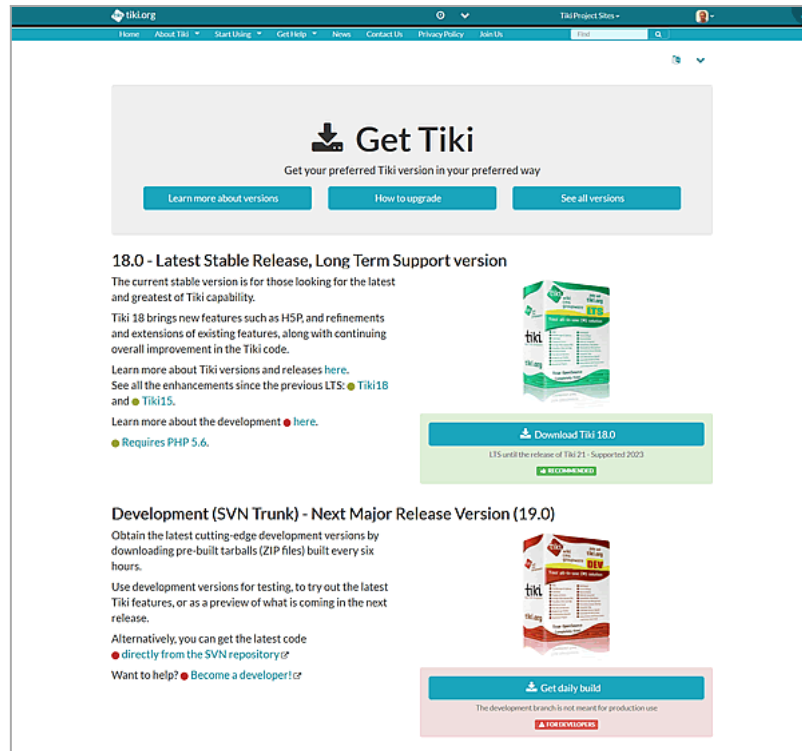 tiki.org
Tiki Project Sites
Home About Tiki Start Using Get Help News Contact Us Privacy Policy Join Us Find
Get Tiki
Get your preferred Tiki version in your preferred way
Learn more about versions How to upgrade See all versions
18.0 - Latest Stable Release, Long Term Support version
The current stable version is for those looking for the latest
and greatest of Tiki capability.
Tiki 18 brings new features such as H5P, and refinements
and extensions of existing features, along with continuing
overall improvement in the Tiki code.
Learn more about Tiki versions and releases here.
See all the enhancements since the previous LTS: Tiki18
and Tiki15.
Learn more about the development here.
Requires PHP 5.6.
tiki
tiki.org
LTS
tiki
Download Tiki 18.0
LTS until the release of Tiki 21 - Supported 2023
RECOMMENDED
Development (SVN Trunk) - Next Major Release Version (19.0)
Obtain the latest cutting-edge development versions by
downloading pre-built tarballs (ZIP files) built every six
hours.
Use development versions for testing, to try out the latest
Tiki features, or as a preview of what is coming in the next
release.
Alternatively, you can get the latest code
directly from the SVN repository
Want to help? Become a developer!
tiki
tiki.org
DEV
tiki
Get daily build
The development branch is not meant for production use
FOR DEVELOPERS